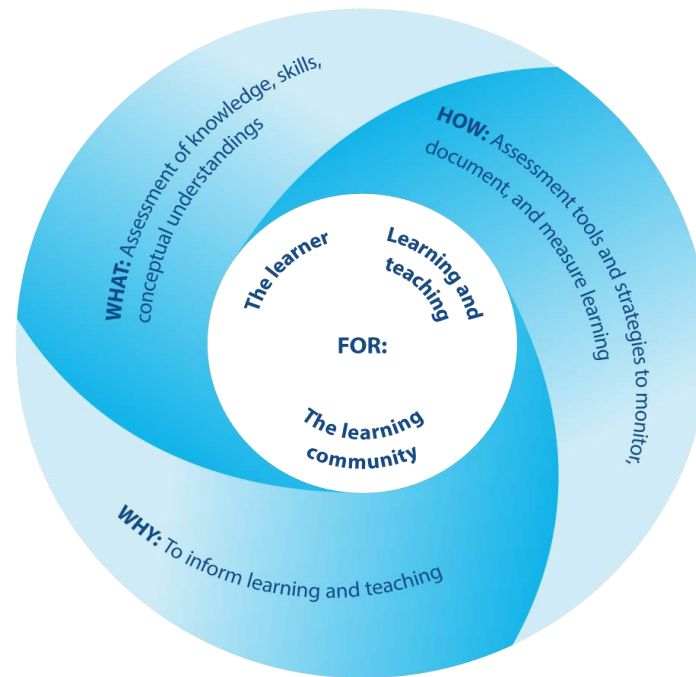 WHAT: Assessment of knowledge, skills,
conceptual understandings
HOW: Assessment tools and strategies to monitor,
document, and measure learning
The learner
Learning and
teaching
FOR:
The learning
community
WHY: To inform learning and teaching